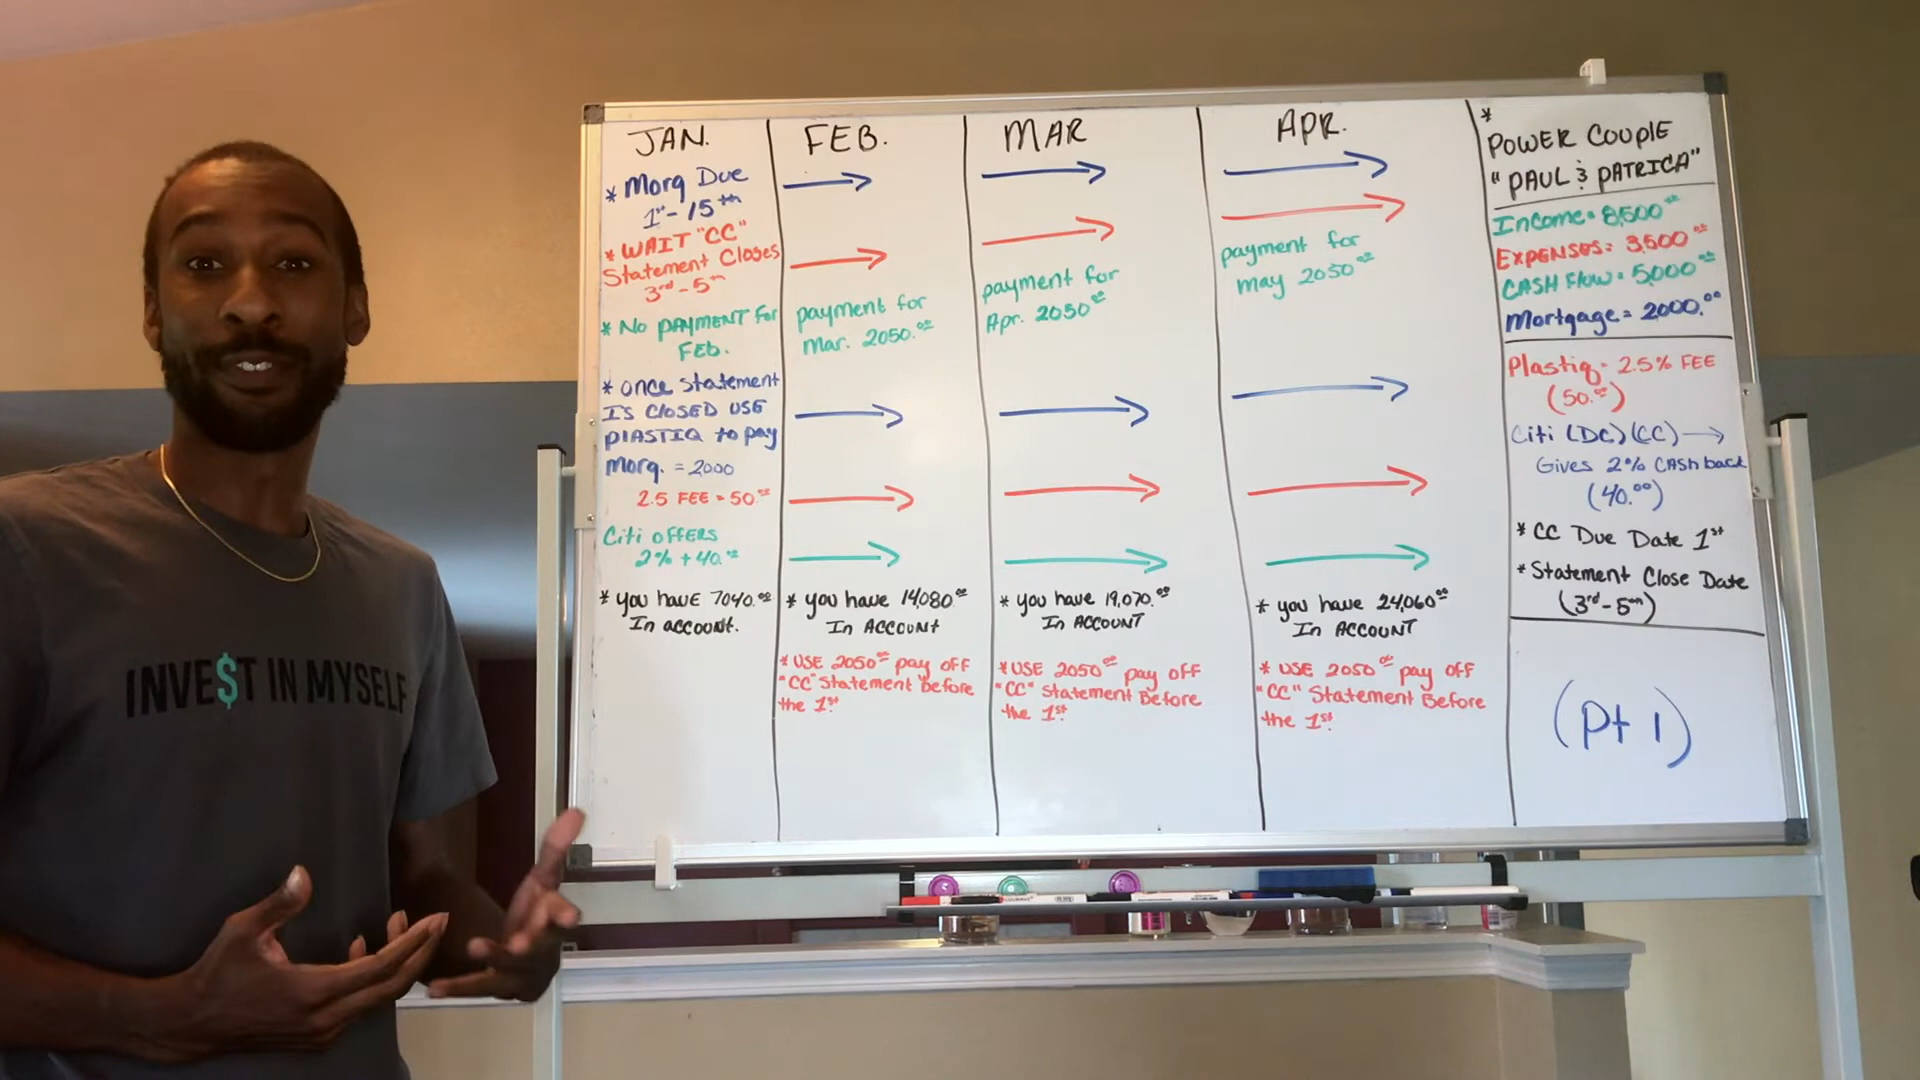 INVE$T IN MYSELF
JAN.
* Morg Due
1st - 15th
* WAIT "CC"
Statement Closes
3rd - 5th
* NO PAYMENT For
Feb.
* once statement
Is Closed USE
PlASTIQ to pay
Morg. = 2000
2.5 FEE = 50.00
Citi OFFERS
2% + 40.00
* you have 7040.00
In account.
FEB.
payment for
Mar. 2050.00
* you have 14,080.00
In ACCOUNT
* USE 2050.00 pay off
"CC" Statement Before
the 1st
MAR
payment for
Apr. 2050.00
* you have 19,070.00
In ACCOUNT
* USE 2050.00 pay off
"CC" Statement Before
the 1st
APR.
payment for
may 2050.00
* you have 24,060.00
In ACCOUNT
* USE 2050.00 pay off
"CC" Statement Before
the 1st
*
POWER COUPlE
"PAUL & PATRICA"
Income = 8,500.00
EXPENSES: 3,500.00
CASH Flow = 5,000.00
Mortgage = 2,000.00
Plastiq - 2.5% FEE
(50.00)
Citi (DC) (CC) →
Gives 2% CASH back
(40.00)
* CC Due Date 1st
* Statement Close Date
(3rd - 5th)
(Pt 1)